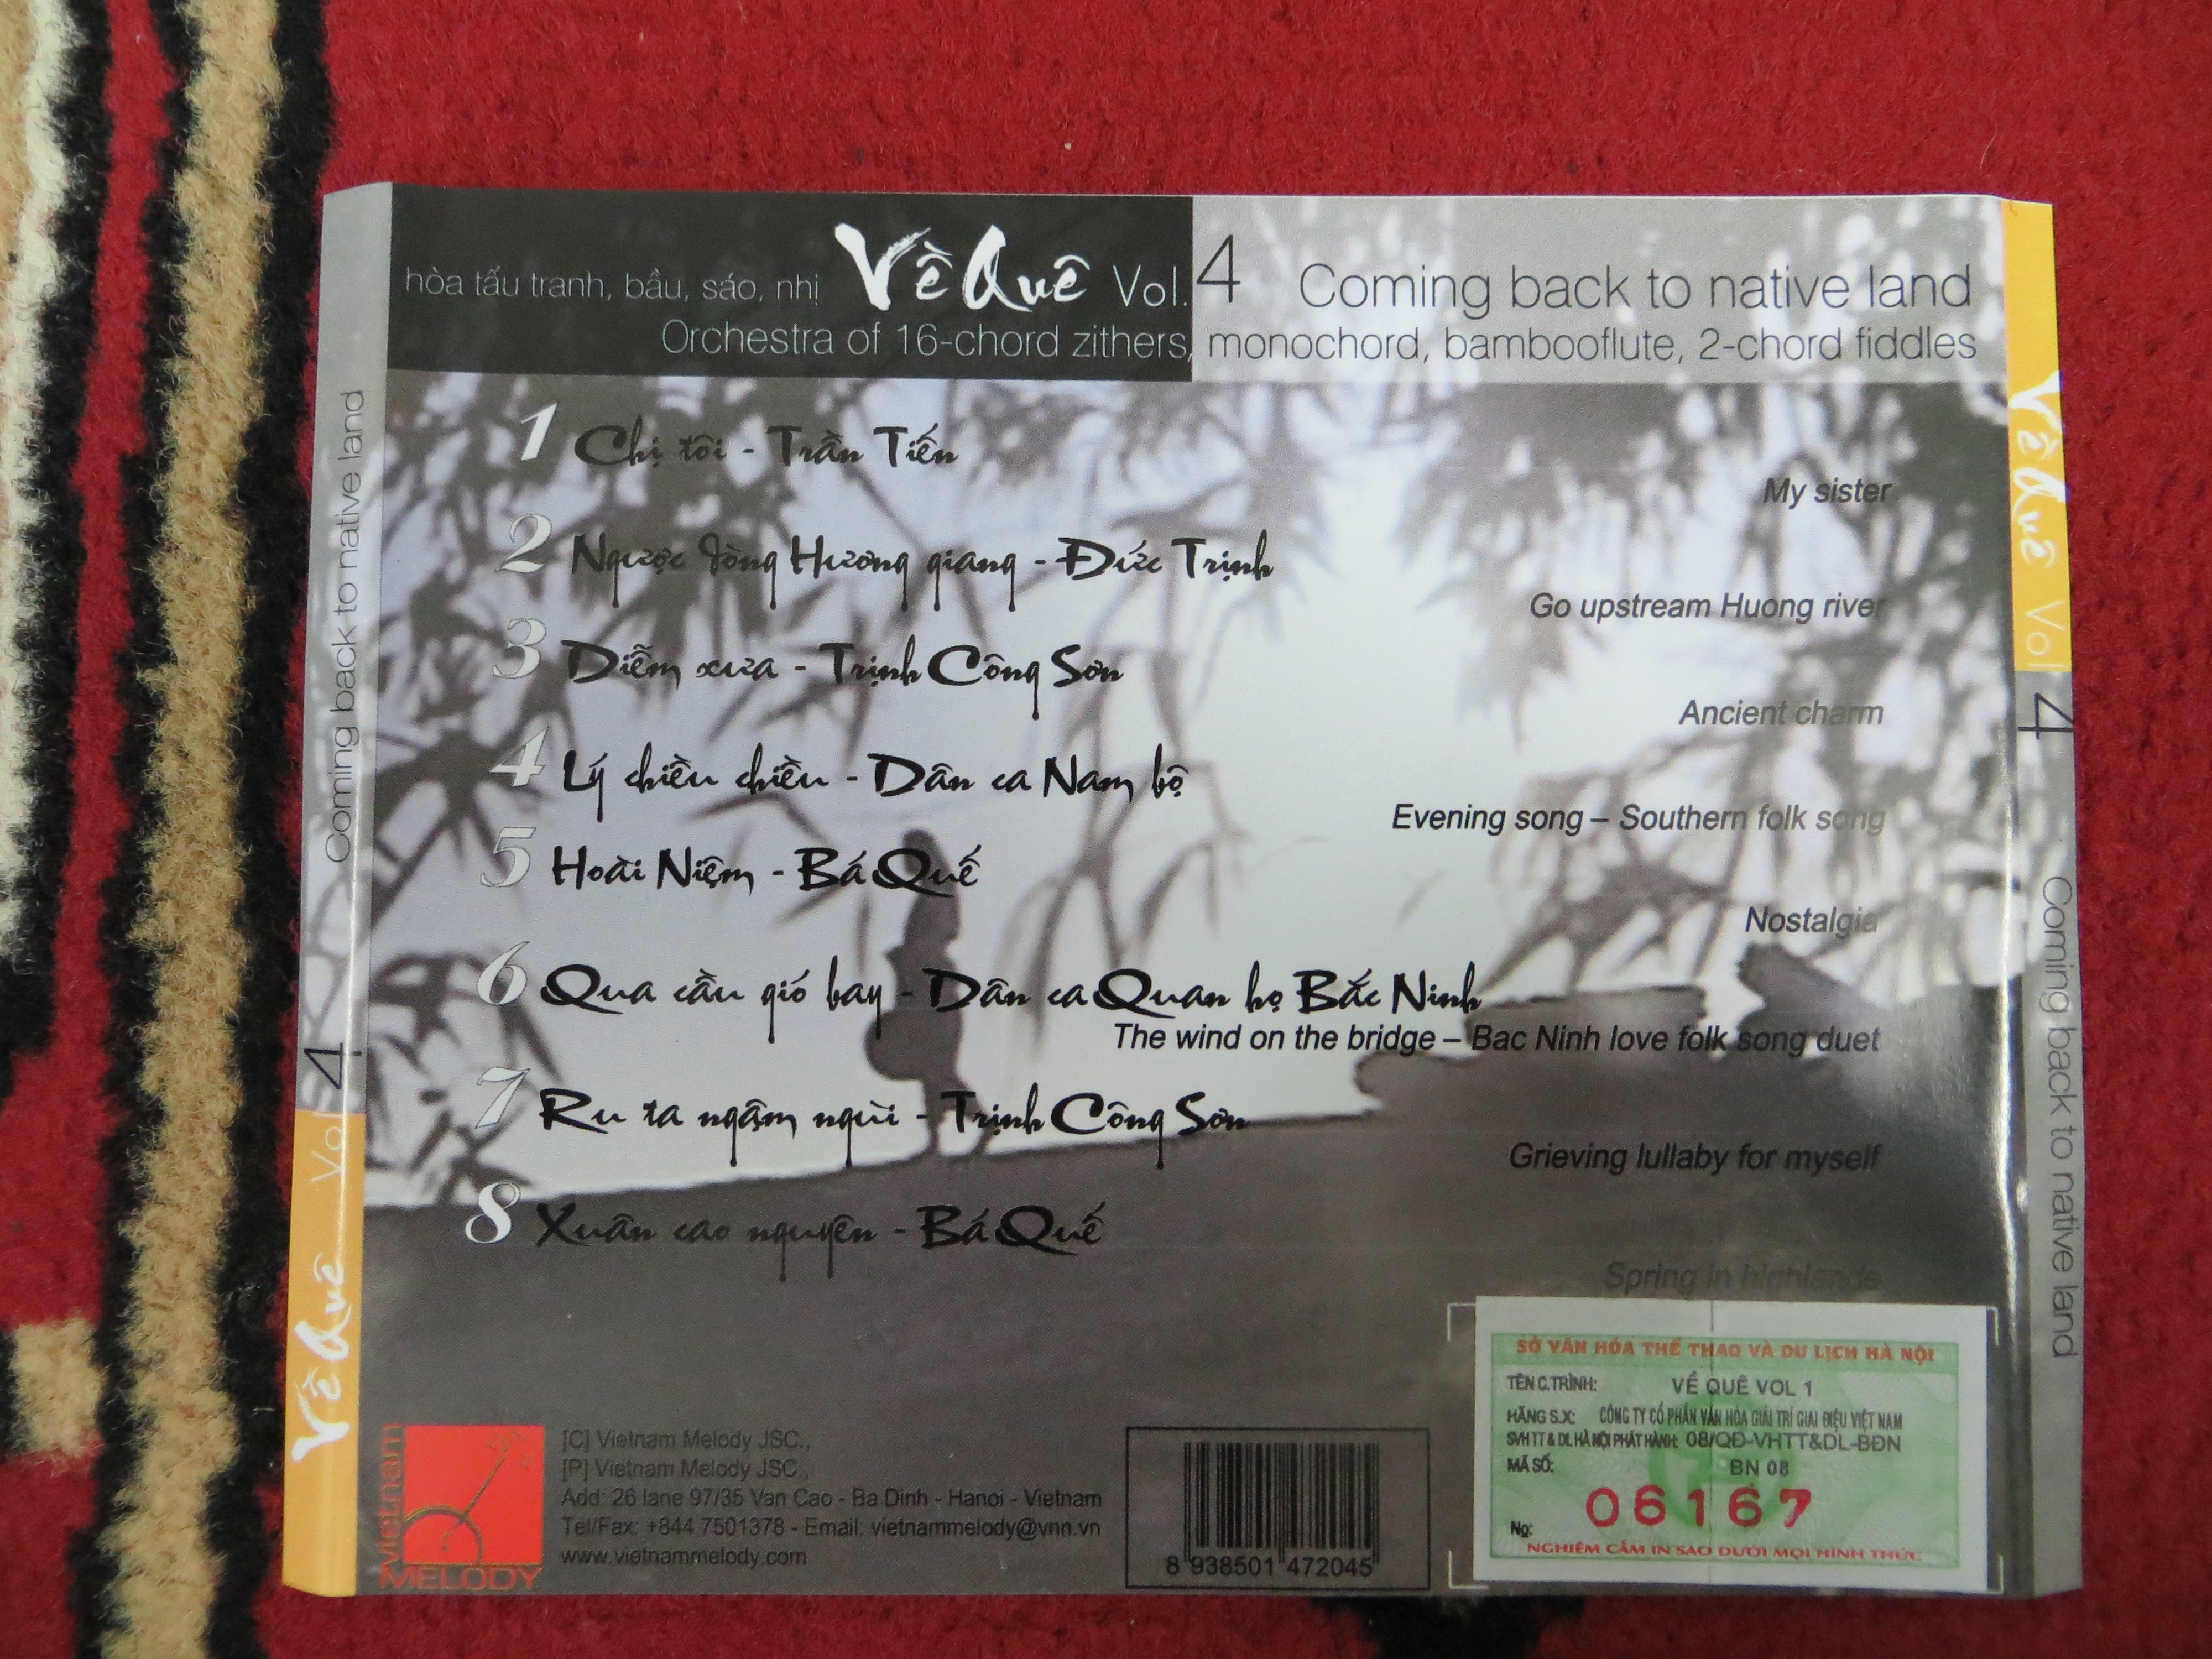 hòa tấu tranh, bầu, sáo, nhị Về Quê Vol.4 Coming back to native land
Orchestra of 16-chord zithers, monochord, bambooflute, 2-chord fiddles
1 Chị tôi - Trần Tiến
My sister
2 Ngược dòng Hương giang - Đức Trịnh
Go upstream Huong river
3 Diễm xưa - Trịnh Công Sơn
Ancient charm
4 Lý chiều chiều - Dân ca Nam bộ
Evening song – Southern folk song
5 Hoài Niệm - Bá Quế
Nostalgia
6 Qua cầu gió bay - Dân ca Quan họ Bắc Ninh
The wind on the bridge – Bac Ninh love folk song duet
7 Ru ta ngậm ngùi - Trịnh Công Sơn
Grieving lullaby for myself
8 Xuân cao nguyên - Bá Quế
Spring in highlands
Vietnam
MELODY
[C] Vietnam Melody JSC.,
[P] Vietnam Melody JSC.,
Add: 26 lane 97/35 Van Cao - Ba Dinh - Hanoi - Vietnam
Tel/Fax: +844 7501378 - Email: vietnammelody@vnn.vn
www.vietnammelody.com
8 938501 472045
SỞ VĂN HÓA THỂ THAO VÀ DU LỊCH HÀ NỘI
TÊN C.TRÌNH: VỀ QUÊ VOL 1
HÃNG S.X: CÔNG TY CỔ PHẦN VĂN HÓA GIẢI TRÍ GIAI ĐIỆU VIỆT NAM
SVHTT & DL HÀ NỘI PHÁT HÀNH: 08/QĐ-VHTT&DL-BĐN
MÃ SỐ: BN 08
No: 06167
NGHIÊM CẤM IN SAO DƯỚI MỌI HÌNH THỨC
Về Quê Vol 4 Coming back to native land
Về Quê Vol 4 Coming back to native land